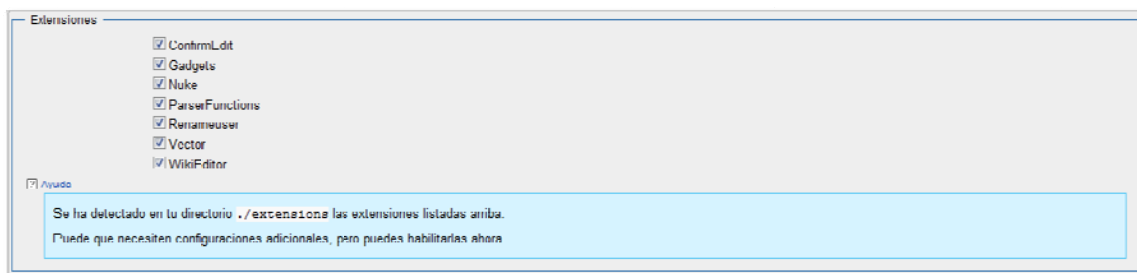 Extensiones
ConfirmEdit
Gadgets
Nuke
ParserFunctions
Renameuser
Vector
WikiEditor
Ayuda
Se ha detectado en tu directorio ./extensions las extensiones listadas arriba.
Puede que necesiten configuraciones adicionales, pero puedes habilitarlas ahora